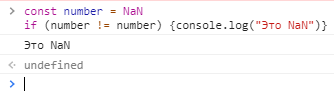 const number = NaN
if (number != number) {console.log("Это NaN")}
Это NaN
undefined